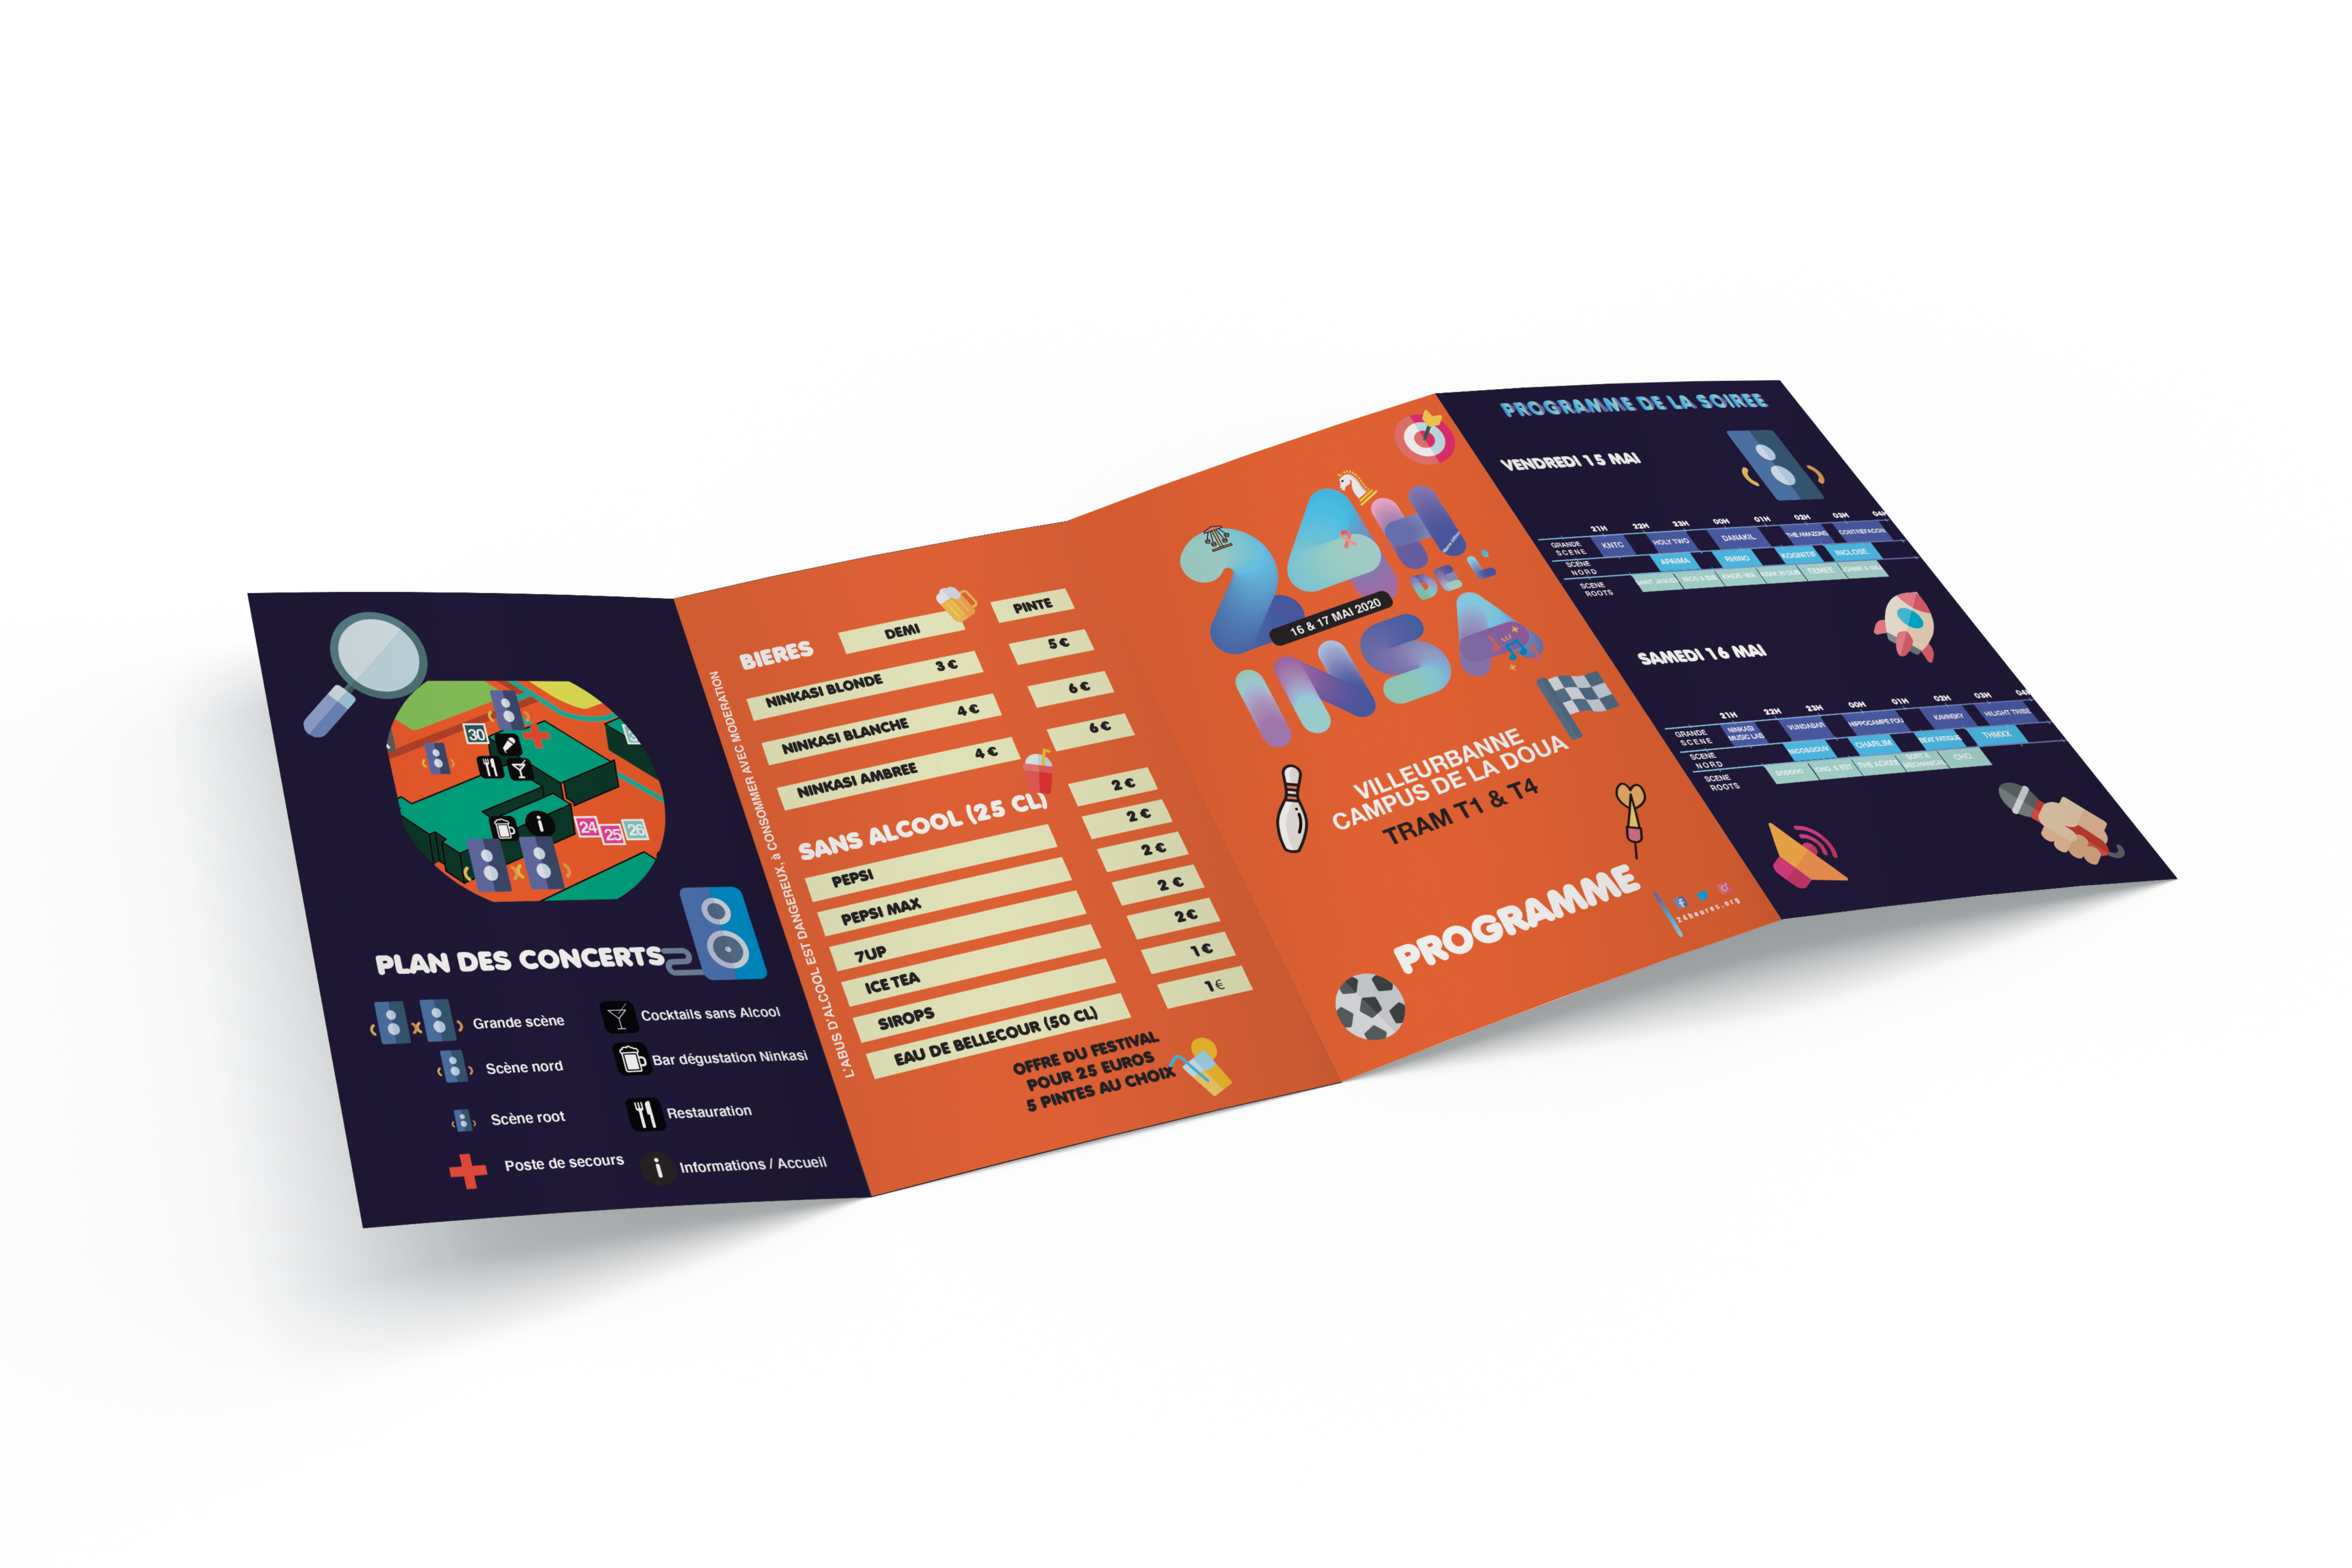 30
24
25
26
PLAN DES CONCERTS
Grande scène
Cocktails sans Alcool
Scène nord
Bar dégustation Ninkasi
Scène root
Restauration
Poste de secours
i
Informations / Accueil
L'ABUS D'ALCOOL EST DANGEREUX, à CONSOMMER AVEC MODERATION
BIERES DEMI PINTE
NINKASI BLONDE 3 € 5 €
NINKASI BLANCHE 4 € 6 €
NINKASI AMBREE 4 € 6 €
SANS ALCOOL (25 CL)
2 €
PEPSI 2 €
PEPSI MAX 2 €
7UP 2 €
ICE TEA 2 €
SIROPS 1 €
EAU DE BELLECOUR (50 CL) 1 €
OFFRE DU FESTIVAL
POUR 25 EUROS
5 PINTES AU CHOIX
24H
DE L'
16 & 17 MAI 2020
INSA
VILLEURBANNE
CAMPUS DE LA DOUA
TRAM T1 & T4
PROGRAMME
24heures.org
PROGRAMME DE LA SOIREE
VENDREDI 15 MAI
21H 22H 23H 00H 01H 02H 03H 04H
GRANDE SCENE
KNTC HOLY TWO DANAKIL THE AMAZONS CONTREFACON
SCENE NORD
APAIMA RHINO KOGNITIF INCLOSE
SCENE ROOTS
SAMEDI 16 MAI
21H 22H 23H 00H 01H 02H 03H 04H
GRANDE SCENE
NINKASI MUSIC LAB YUNDABAR HIPPOCAMPE FOU KAVINSKY HILIGHT TRIBE
SCENE NORD
NICO&GOUV CHARLIM BEAT FATIGUE THMXX
SCENE ROOTS
THE ACKEE CHO.